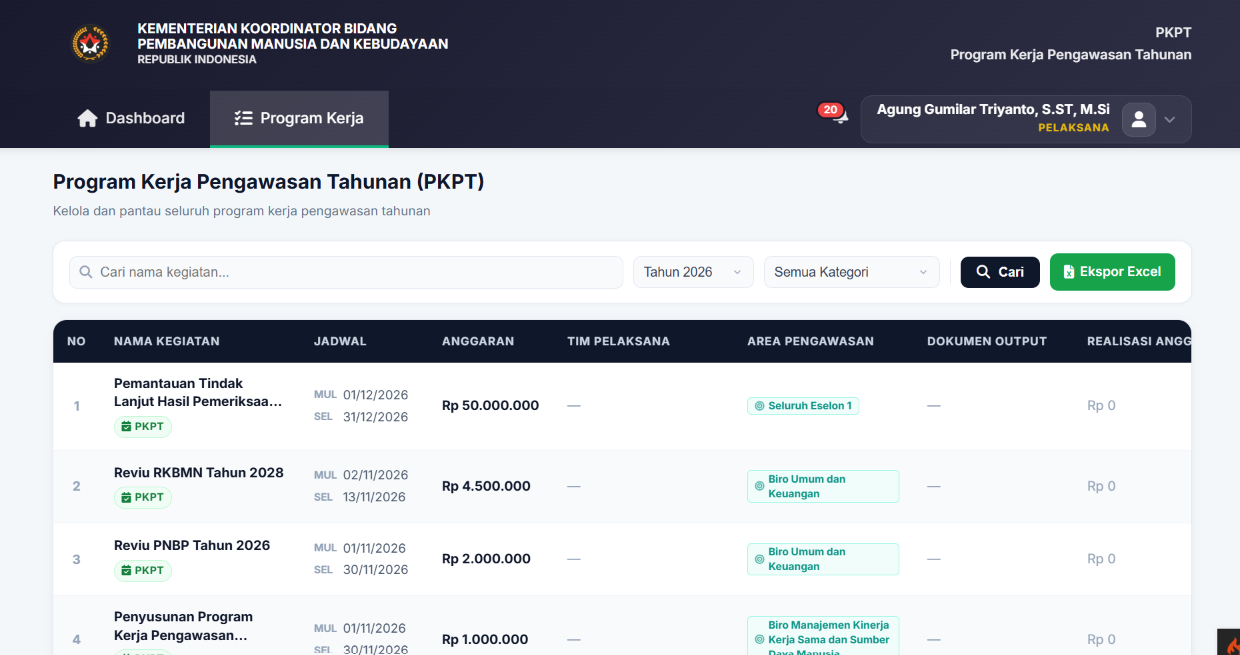 KEMENTERIAN KOORDINATOR BIDANG
PEMBANGUNAN MANUSIA DAN KEBUDAYAAN
REPUBLIK INDONESIA
PKPT
Program Kerja Pengawasan Tahunan
Dashboard
Program Kerja
20
Agung Gumilar Triyanto, S.ST, M.Si
PELAKSANA
Program Kerja Pengawasan Tahunan (PKPT)
Kelola dan pantau seluruh program kerja pengawasan tahunan
Cari nama kegiatan...
Tahun 2026
Semua Kategori
Cari
Ekspor Excel
NO NAMA KEGIATAN JADWAL ANGGARAN TIM PELAKSANA AREA PENGAWASAN DOKUMEN OUTPUT REALISASI ANGG
1
Pemantauan Tindak
Lanjut Hasil Pemeriksaa...
PKPT
MUL 01/12/2026
SEL 31/12/2026
Rp 50.000.000
—
Seluruh Eselon 1
—
Rp 0
2
Reviu RKBMN Tahun 2028
PKPT
MUL 02/11/2026
SEL 13/11/2026
Rp 4.500.000
—
Biro Umum dan
Keuangan
—
Rp 0
3
Reviu PNBP Tahun 2026
PKPT
MUL 01/11/2026
SEL 30/11/2026
Rp 2.000.000
—
Biro Umum dan
Keuangan
—
Rp 0
4
Penyusunan Program
Kerja Pengawasan...
MUL 01/11/2026
SEL 30/11/2026
Rp 1.000.000
—
Biro Manajemen Kinerja
Kerja Sama dan Sumber
Daya Manusia
—
Rp 0